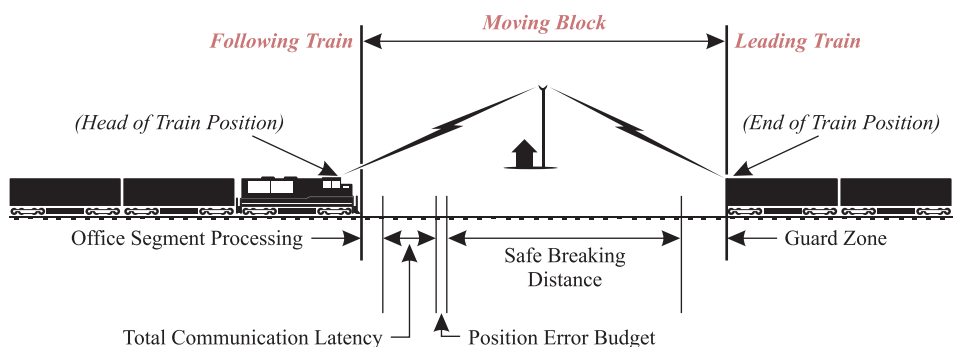 Following Train
Moving Block
Leading Train
(Head of Train Position)
(End of Train Position)
Office Segment Processing
Safe Breaking
Distance
Guard Zone
Total Communication Latency
Position Error Budget